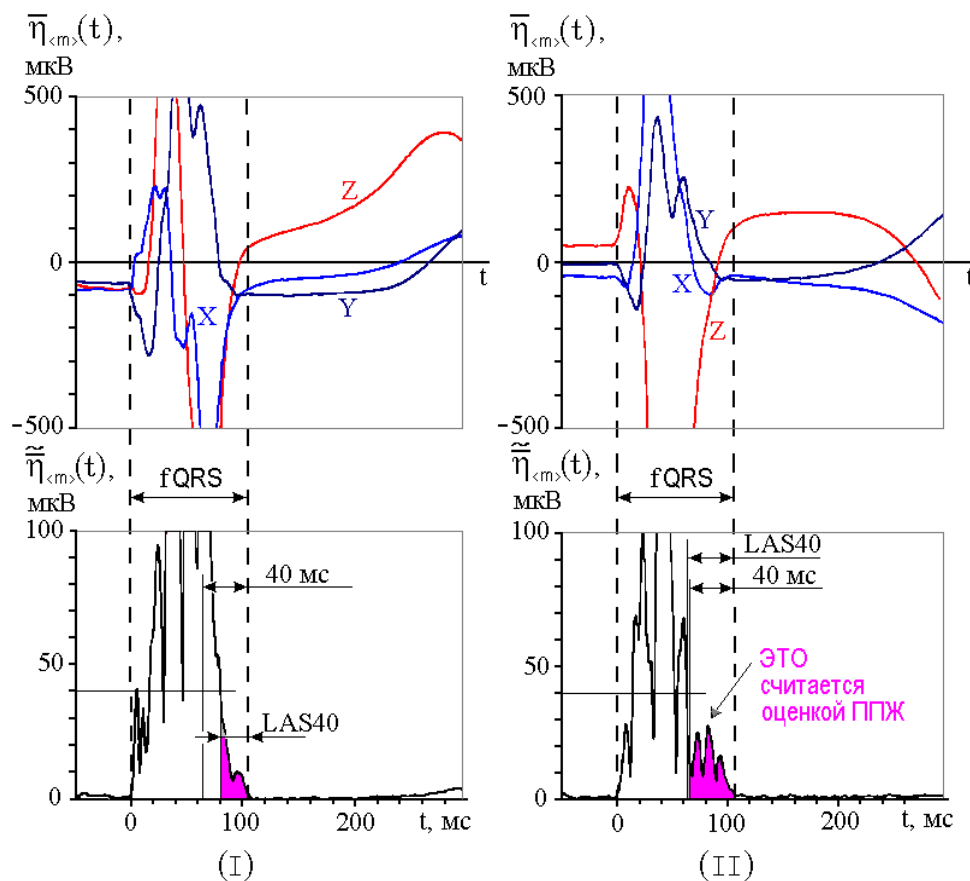 η̅<m>(t),
мкВ
500
0
-500
Z
X
Y
t
η̅<m>(t),
мкВ
500
0
-500
Y
X
Z
t
η̃̅<m>(t),
мкВ
fQRS
100
50
0
40 мс
LAS40
0
100
200
t, мс
(I)
η̃̅<m>(t),
мкВ
fQRS
100
50
0
LAS40
40 мс
ЭТО
считается
оценкой ППЖ
0
100
200
t, мс
(II)